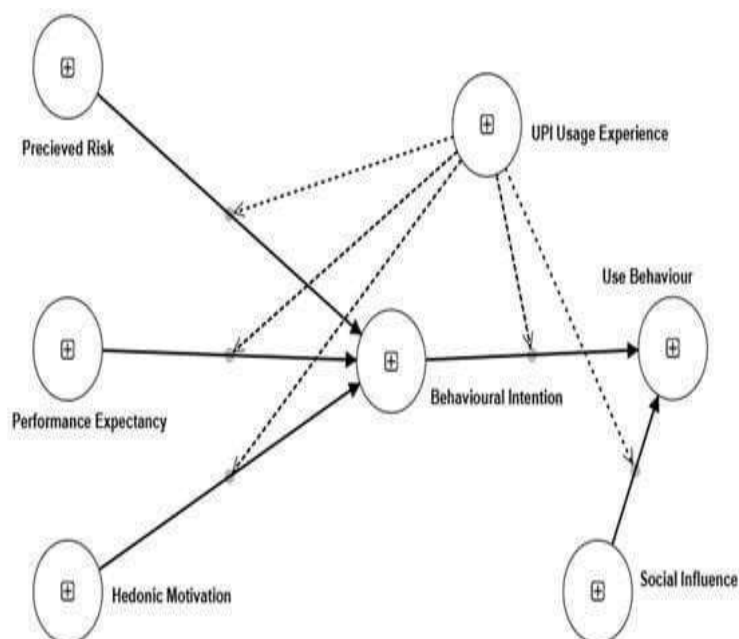 Precieved Risk
UPI Usage Experience
Use Behaviour
Performance Expectancy
Behavioural Intention
Hedonic Motivation
Social Influence